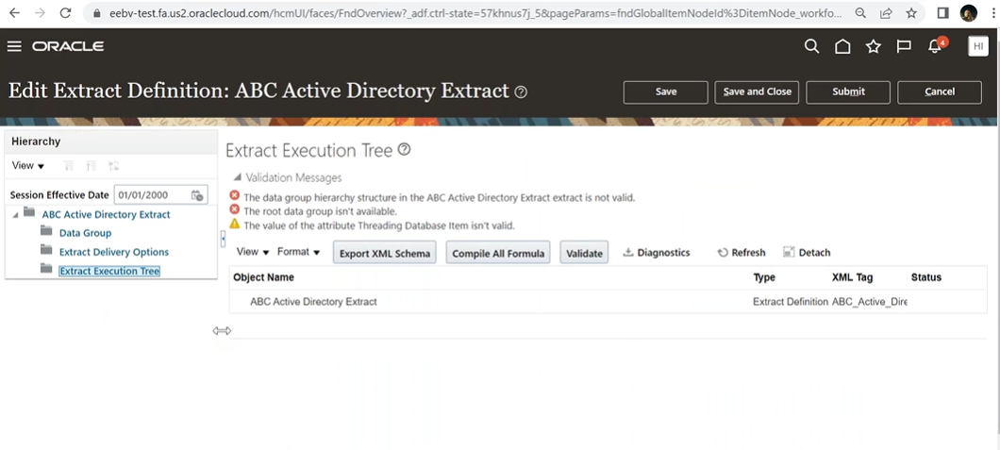 eebv-test.fa.us2.oraclecloud.com/hcmUI/faces/FndOverview?_adf.ctrl-state=57khnus7j_5&pageParams=fndGlobalItemNodeId%3DitemNode_workfo...
ORACLE
4
HI
Edit Extract Definition: ABC Active Directory Extract
Save
Save and Close
Submit
Cancel
Hierarchy
View
Session Effective Date 01/01/2000
ABC Active Directory Extract
Data Group
Extract Delivery Options
Extract Execution Tree
Extract Execution Tree
Validation Messages
The data group hierarchy structure in the ABC Active Directory Extract extract is not valid.
The root data group isn't available.
The value of the attribute Threading Database Item isn't valid.
View Format Export XML Schema Compile All Formula Validate Diagnostics Refresh Detach
Object Name Type XML Tag Status
ABC Active Directory Extract Extract Definition ABC_Active_Dire